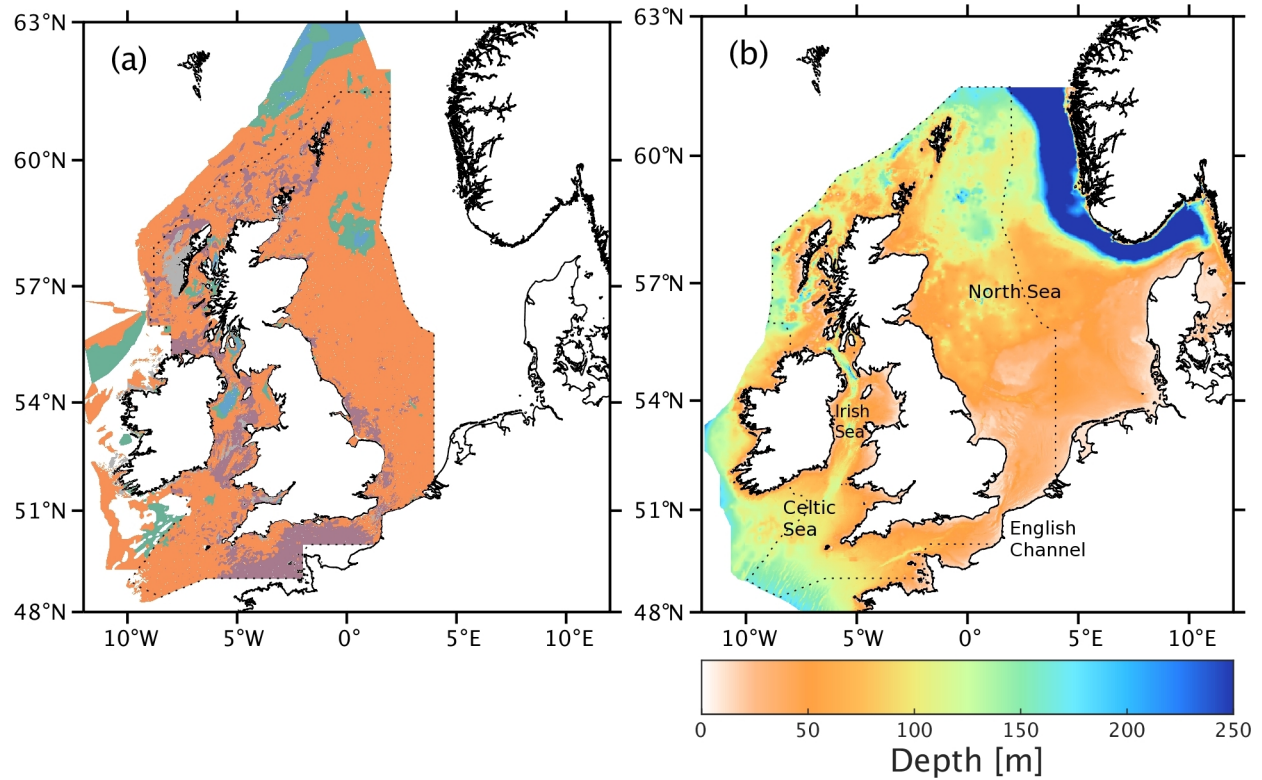 (a)
63°N
60°N
57°N
54°N
51°N
48°N
10°W
5°W
0°
5°E
10°E
(b)
63°N
60°N
57°N
54°N
51°N
48°N
North Sea
Irish
Sea
Celtic
Sea
English
Channel
10°W
5°W
0°
5°E
10°E
0
50
100
150
200
250
Depth [m]